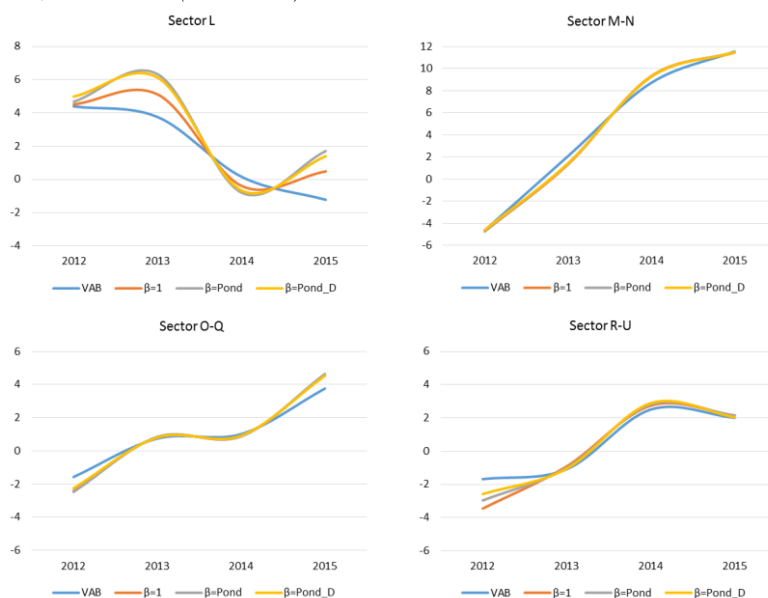 Sector L
8
6
4
2
0
-2
-4
2012 2013 2014 2015
VAB β=1 β=Pond β=Pond_D
Sector M-N
12
10
8
6
4
2
0
-2
-4
-6
2012 2013 2014 2015
VAB β=1 β=Pond β=Pond_D
Sector O-Q
6
4
2
0
-2
-4
-6
2012 2013 2014 2015
VAB β=1 β=Pond β=Pond_D
Sector R-U
6
4
2
0
-2
-4
-6
2012 2013 2014 2015
VAB β=1 β=Pond β=Pond_D